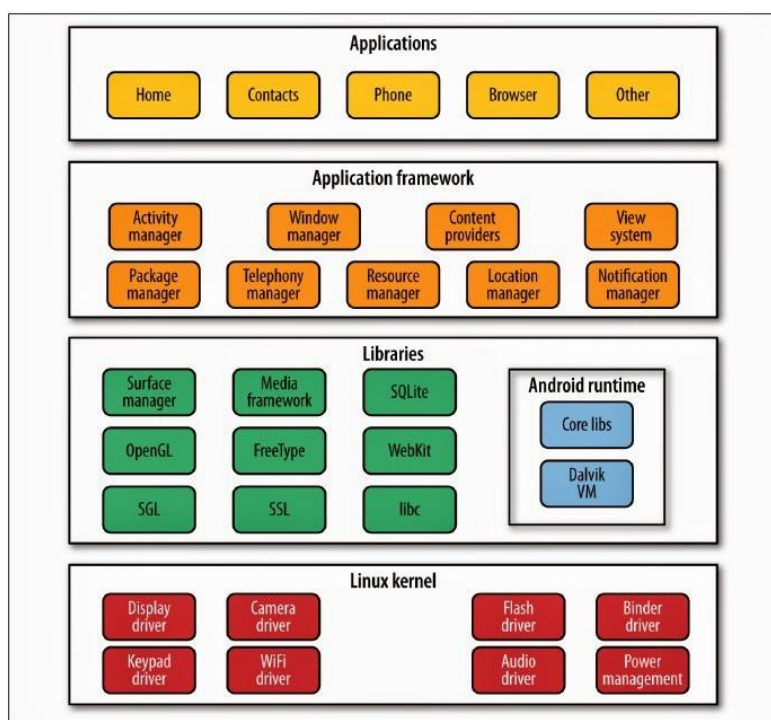 Applications
Home
Contacts
Phone
Browser
Other
Application framework
Activity
manager
Window
manager
Content
providers
View
system
Package
manager
Telephony
manager
Resource
manager
Location
manager
Notification
manager
Libraries
Surface
manager
Media
framework
SQLite
OpenGL
FreeType
WebKit
SGL
SSL
libc
Android runtime
Core libs
Dalvik
VM
Linux kernel
Display
driver
Camera
driver
Flash
driver
Binder
driver
Keypad
driver
WiFi
driver
Audio
driver
Power
management